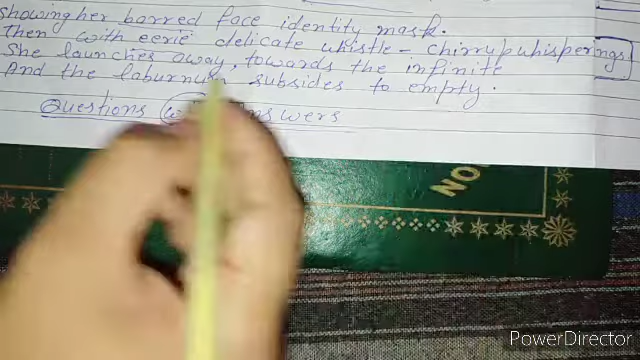 showing her barred face identity mask.
Then with eerie delicate whistle - chirrup whisperings
She launches away, towards the infinite
And the laburnum subsides to empty.
Questions
NO
PowerDirector